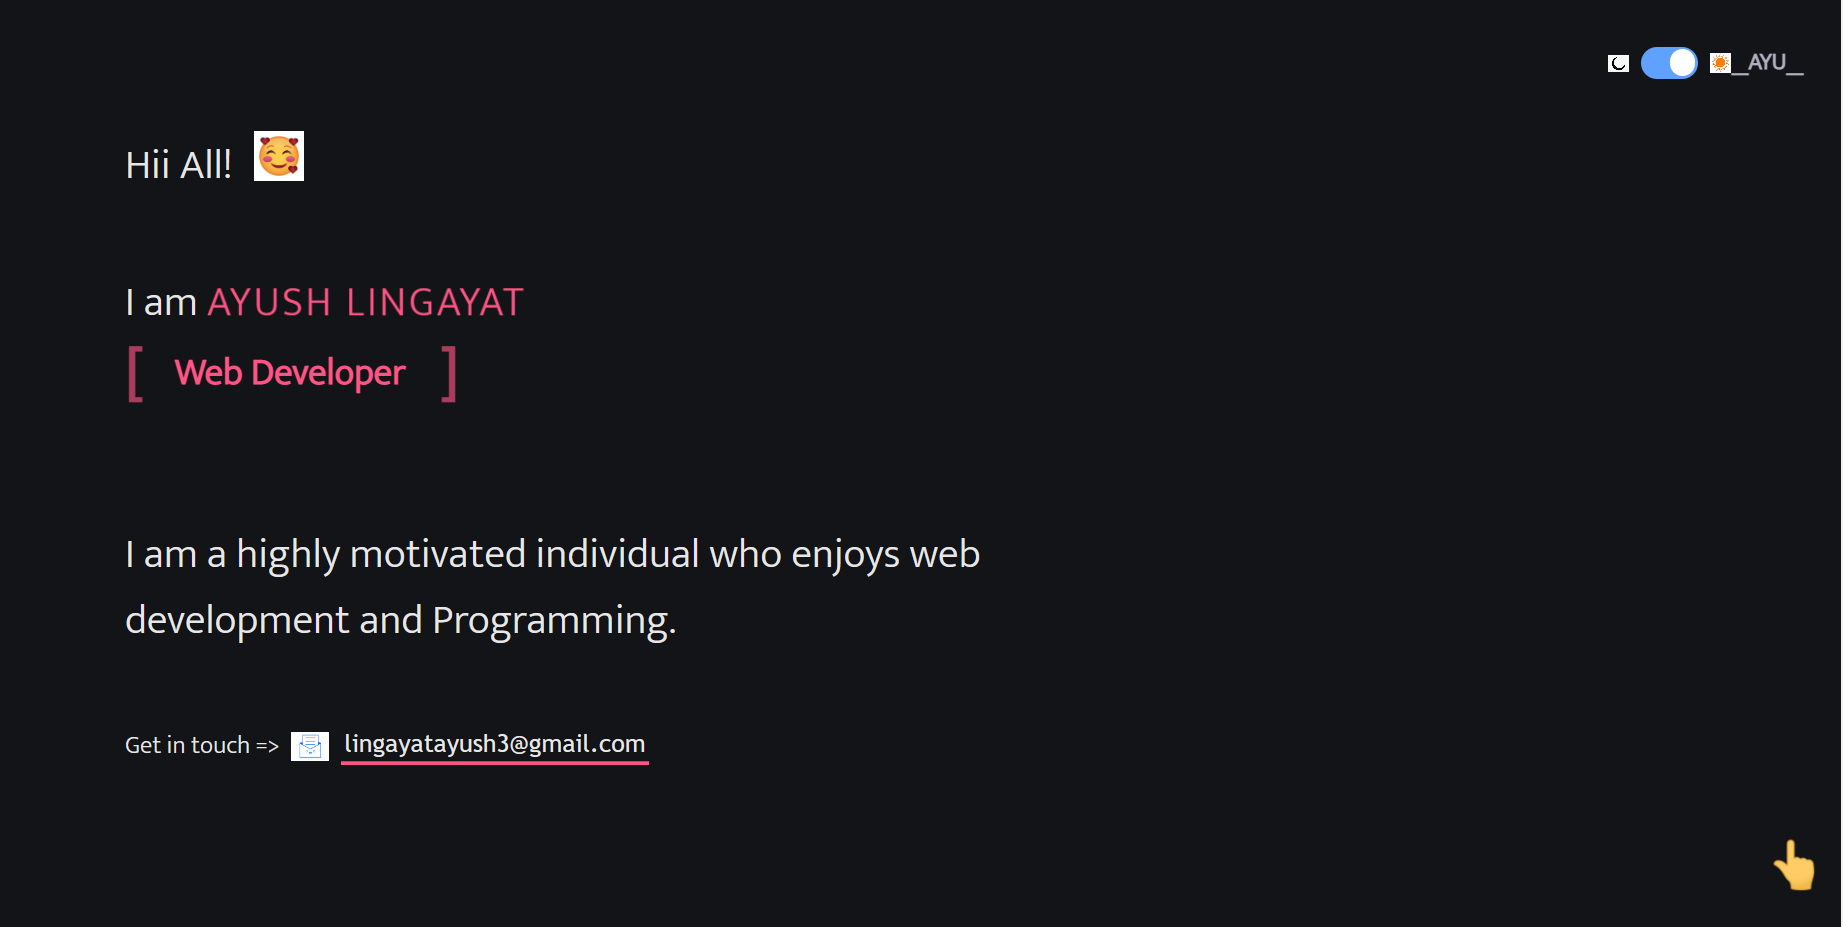 __AYU__
Hii All!
I am AYUSH LINGAYAT
[ Web Developer ]
I am a highly motivated individual who enjoys web
development and Programming.
Get in touch => lingayatayush3@gmail.com